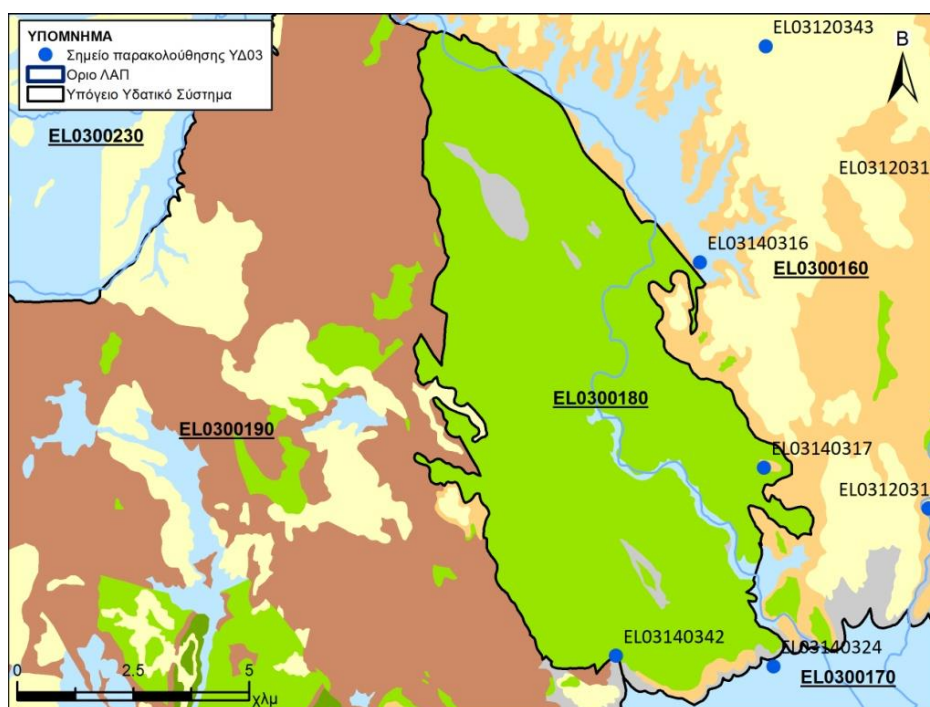 ΥΠΟΜΝΗΜΑ
Σημείο παρακολούθησης ΥΔ03
Όριο ΛΑΠ
Υπόγειο Υδατικό Σύστημα
EL03120343
Β
EL0300230
EL0312031
EL03140316
EL0300160
EL0300180
EL0300190
EL03140317
EL0312031
EL03140342
EL03140324
EL0300170
0 2.5 5
χλμ